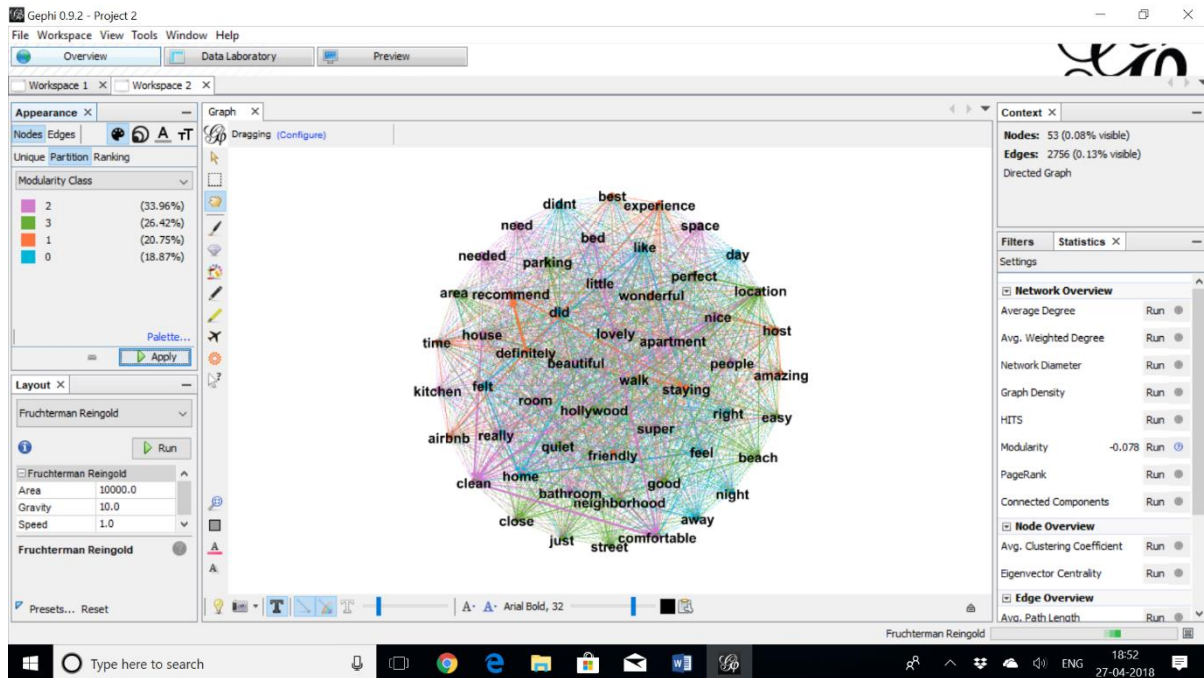 Gephi 0.9.2 - Project 2
File Workspace View Tools Window Help
Overview Data Laboratory Preview
Workspace 1 X Workspace 2 X
Appearance X
Nodes Edges
Unique Partition Ranking
Modularity Class
2 (33.96%)
3 (26.42%)
1 (20.75%)
0 (18.87%)
Palette...
Apply
Layout X
Fruchterman Reingold
Run
Fruchterman Reingold
Area 10000.0
Gravity 10.0
Speed 1.0
Fruchterman Reingold
Presets... Reset
Graph X
Dragging (Configure)
best
didnt experience
need space
bed like
needed parking day
perfect
little
area recommend wonderful location
did nice
time house lovely apartment host
definitely
beautiful people
amazing
kitchen felt walk staying
room
hollywood right easy
airbnb really super
quiet friendly feel beach
clean home good
bathroom night
neighborhood
close away
just street comfortable
A- A- Arial Bold, 32
Context X
Nodes: 53 (0.08% visible)
Edges: 2756 (0.13% visible)
Directed Graph
Filters Statistics X
Settings
Network Overview
Average Degree Run
Avg. Weighted Degree Run
Network Diameter Run
Graph Density Run
HITS Run
Modularity -0.078 Run
PageRank Run
Connected Components Run
Node Overview
Avg. Clustering Coefficient Run
Eigenvector Centrality Run
Edge Overview
Avg. Path Length Run
Fruchterman Reingold
Type here to search
ENG
18:52
27-04-2018